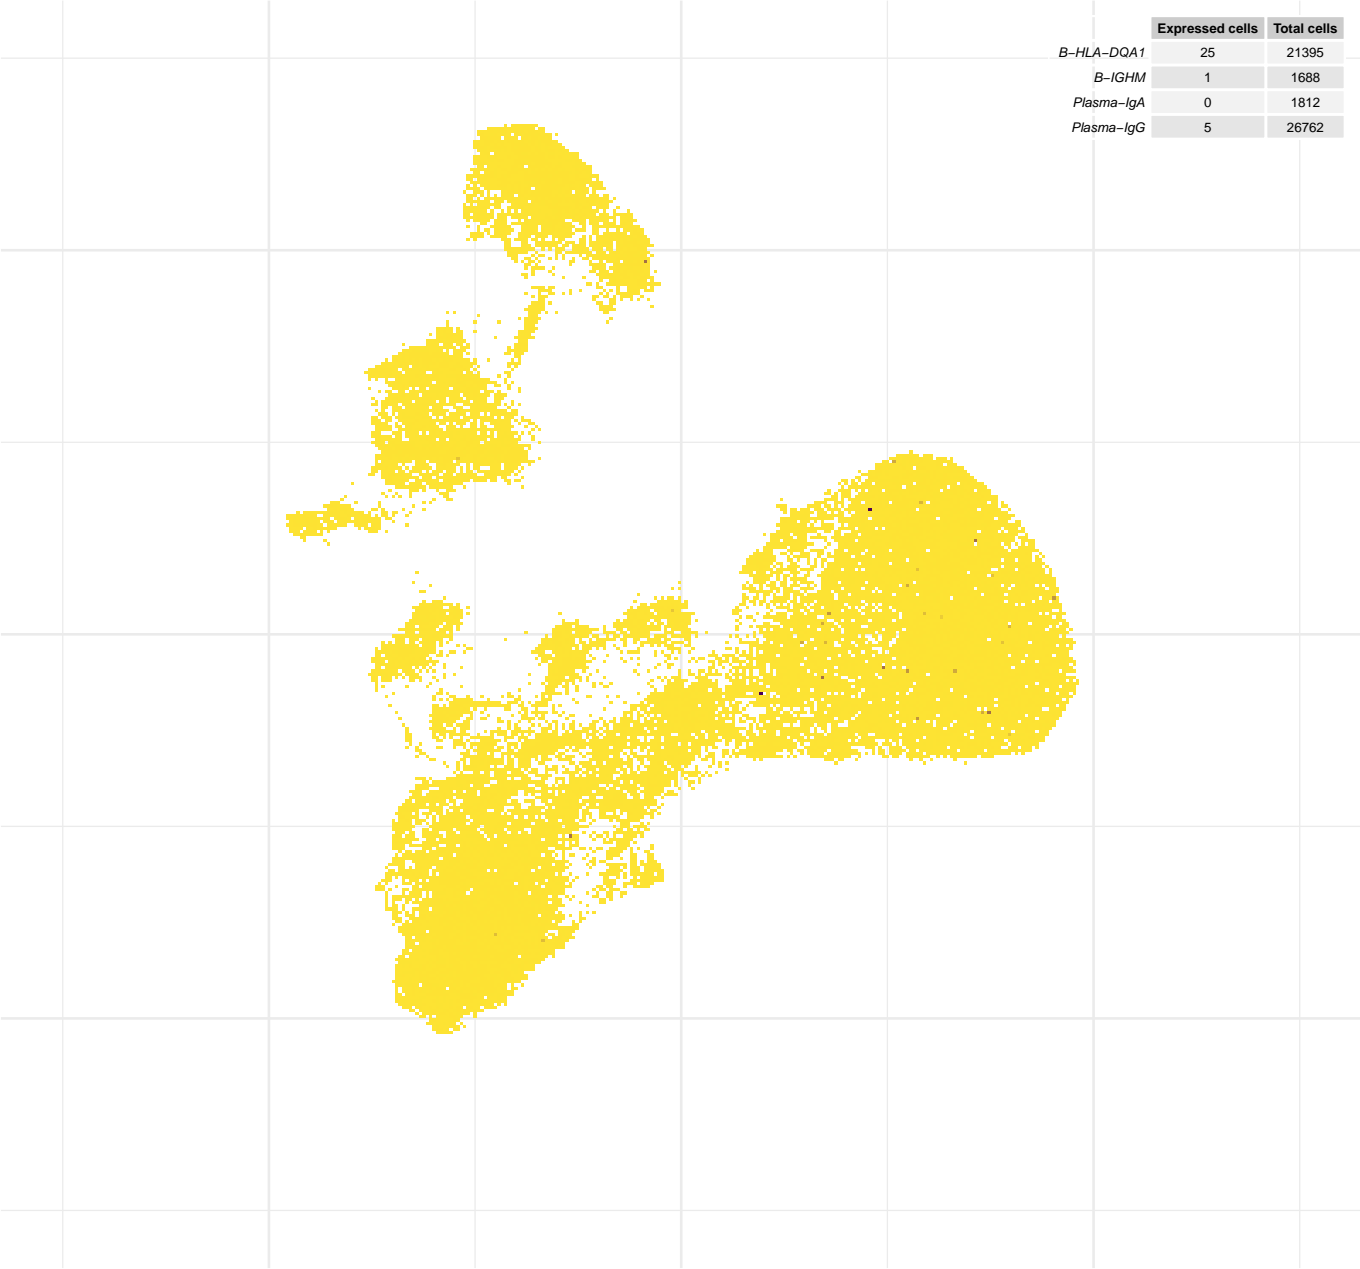 Expressed cells Total cells
B−HLA−DQA1 25 21395
B−IGHM 1 1688
Plasma−IgA 0 1812
Plasma−IgG 5 26762